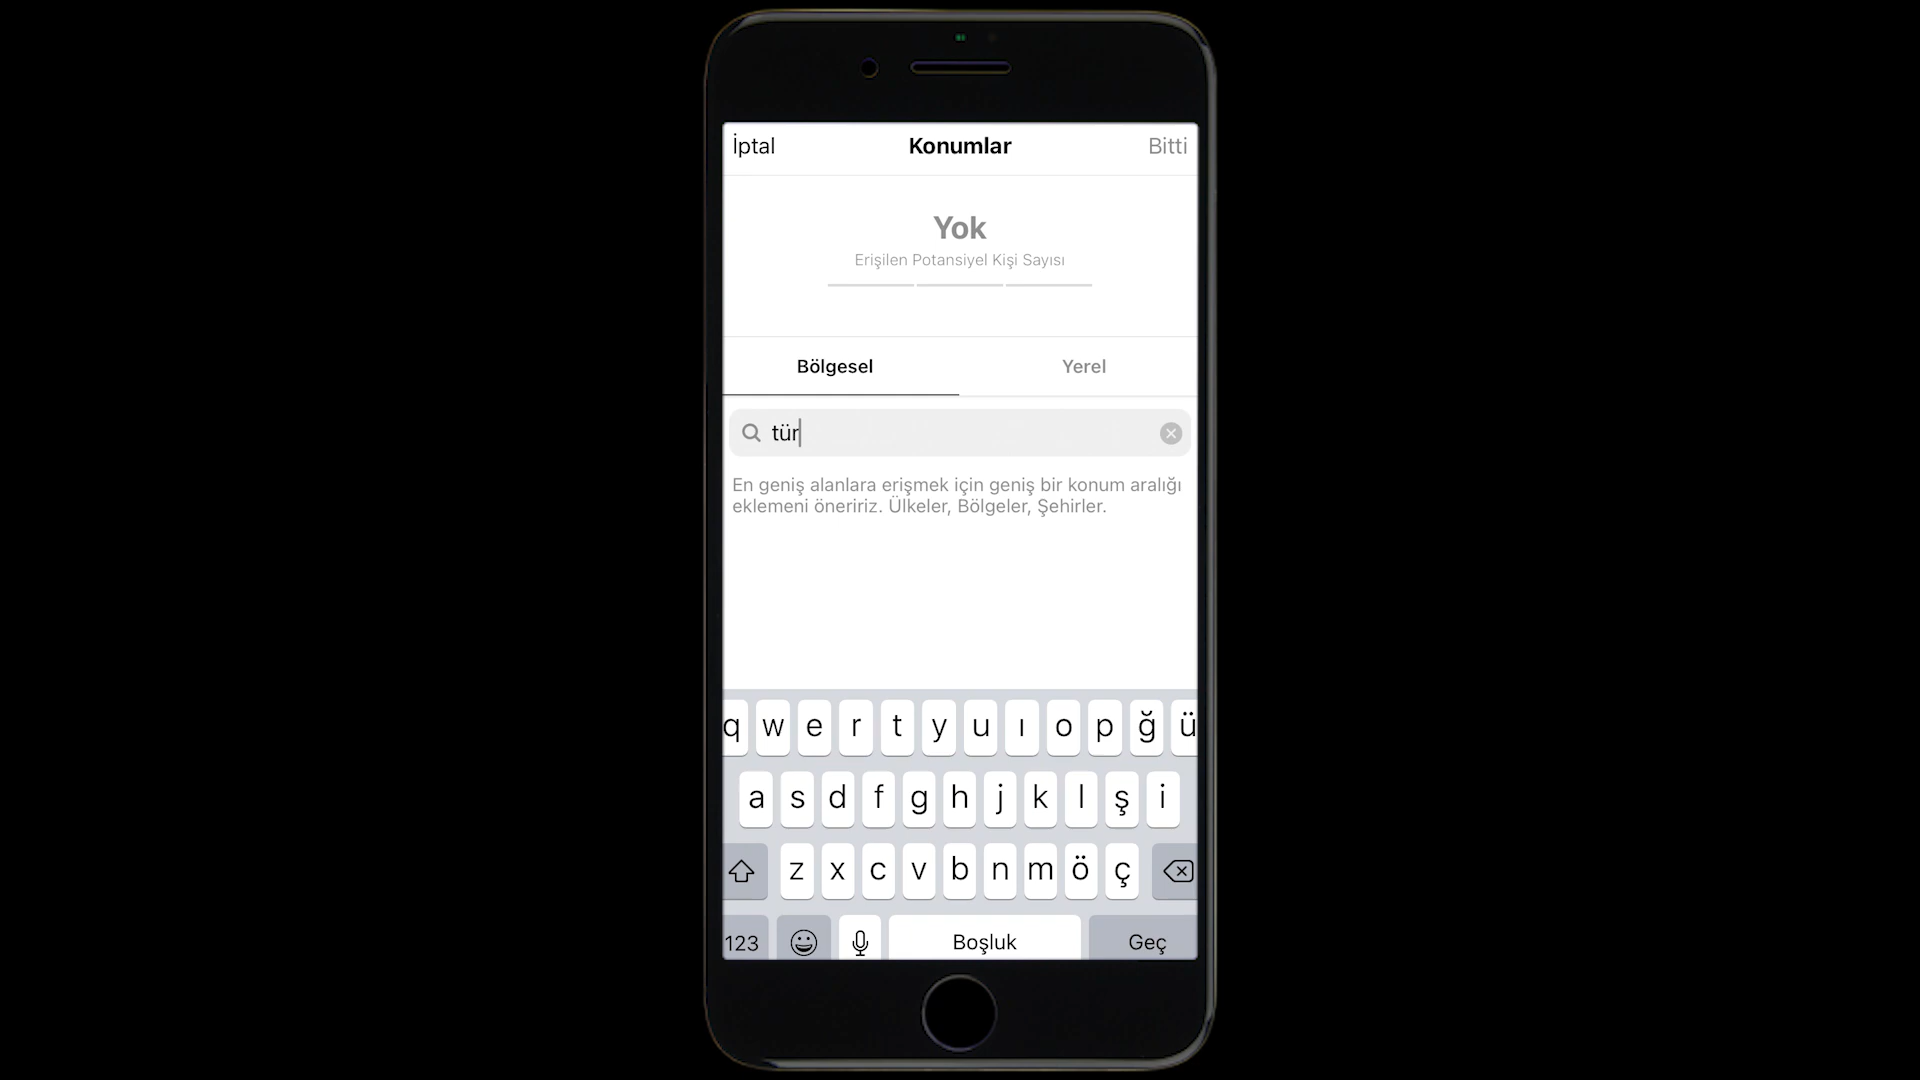 İptal Konumlar Bitti
Yok
Erişilen Potansiyel Kişi Sayısı
Bölgesel Yerel
tür
En geniş alanlara erişmek için geniş bir konum aralığı
eklemeni öneririz. Ülkeler, Bölgeler, Şehirler.
q w e r t y u ı o p ğ ü
a s d f g h j k l ş i
z x c v b n m ö ç
123 Boşluk Geç